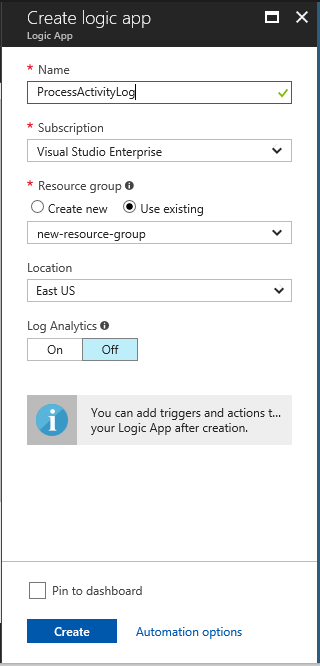 Create logic app
Logic App
* Name
ProcessActivityLog
* Subscription
Visual Studio Enterprise
* Resource group
Create new
Use existing
new-resource-group
Location
East US
Log Analytics
On
Off
You can add triggers and actions t...
your Logic App after creation.
Pin to dashboard
Create
Automation options